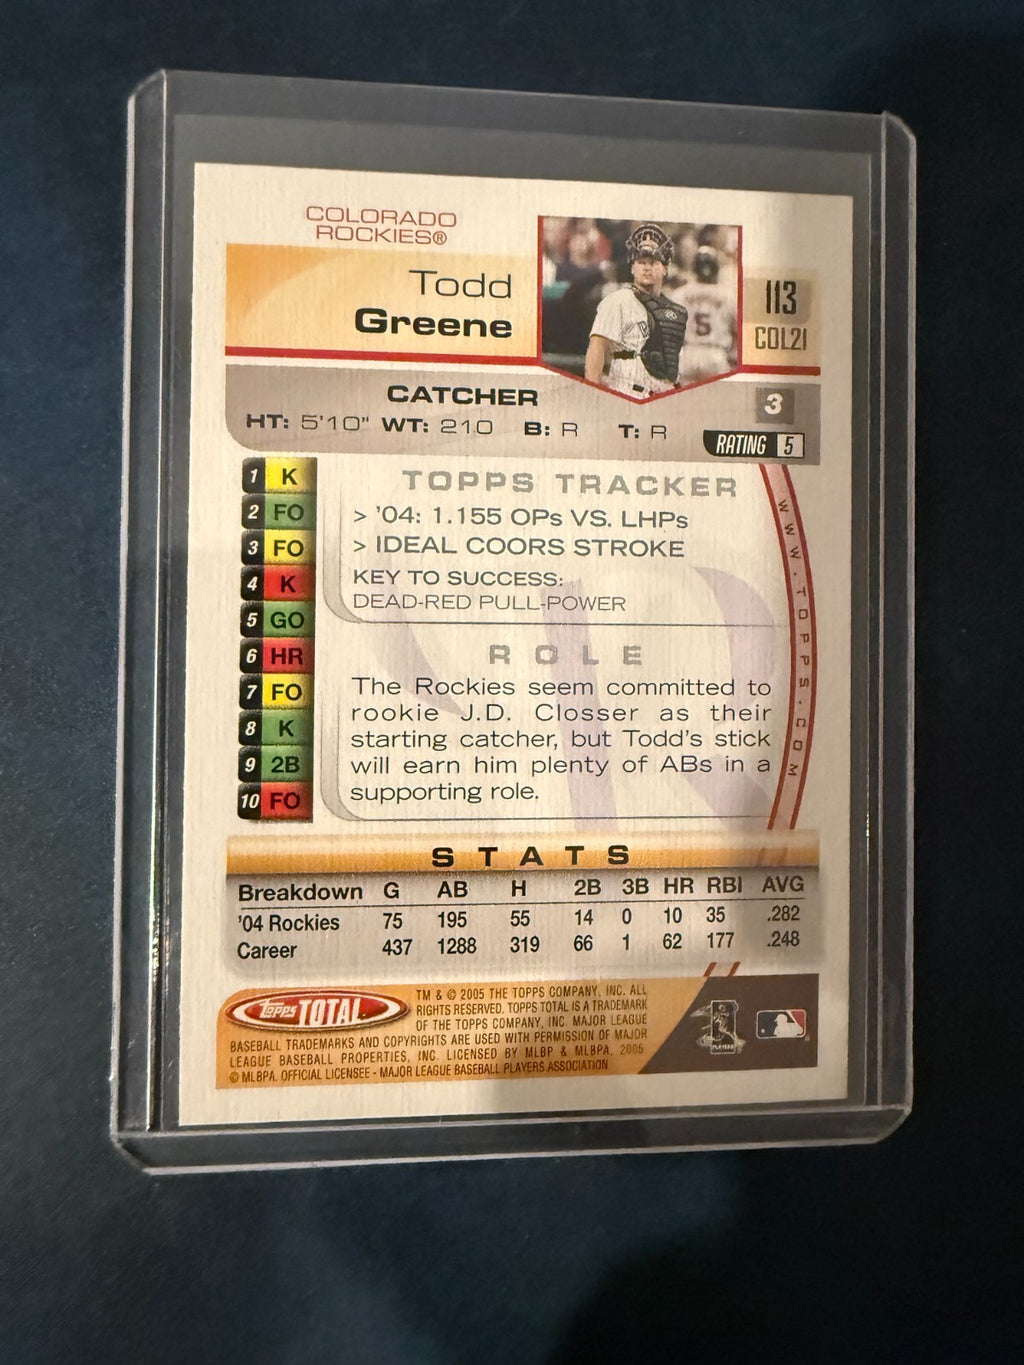 COLORADO
ROCKIES®
Todd
Greene
113
COL21
5
CATCHER
3
HT: 5'10" WT: 210 B: R T: R
RATING 5
1 K
2 FO
3 FO
4 K
5 GO
6 HR
7 FO
8 K
9 2B
10 FO
TOPPS TRACKER
> '04: 1.155 OPs VS. LHPs
> IDEAL COORS STROKE
KEY TO SUCCESS:
DEAD-RED PULL-POWER
ROLE
The Rockies seem committed to
rookie J.D. Closser as their
starting catcher, but Todd's stick
will earn him plenty of ABs in a
supporting role.
WWW.TOPPS.COM
STATS
Breakdown G AB H 2B 3B HR RBI AVG
'04 Rockies 75 195 55 14 0 10 35 .282
Career 437 1288 319 66 1 62 177 .248
Topps TOTAL
TM & © 2005 THE TOPPS COMPANY, INC. ALL
RIGHTS RESERVED. TOPPS TOTAL IS A TRADEMARK
OF THE TOPPS COMPANY, INC. MAJOR LEAGUE
BASEBALL TRADEMARKS AND COPYRIGHTS ARE USED WITH PERMISSION OF MAJOR
LEAGUE BASEBALL PROPERTIES, INC. LICENSED BY MLBP & MLBPA, 2005
© MLBPA. OFFICIAL LICENSEE - MAJOR LEAGUE BASEBALL PLAYERS ASSOCIATION